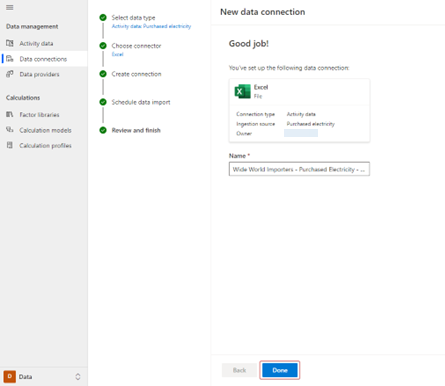 Data management
Activity data
Data connections
Data providers
Calculations
Factor libraries
Calculation models
Calculation profiles
D Data
Select data type
Activity data: Purchased electricity
Choose connector
Excel
Create connection
Schedule data import
Review and finish
New data connection
Good job!
You've set up the following data connection:
Excel
File
Connection type Activity data
Ingestion source Purchased electricity
Owner
Name *
Wide World Importers - Purchased Electricity - ...
Back Done